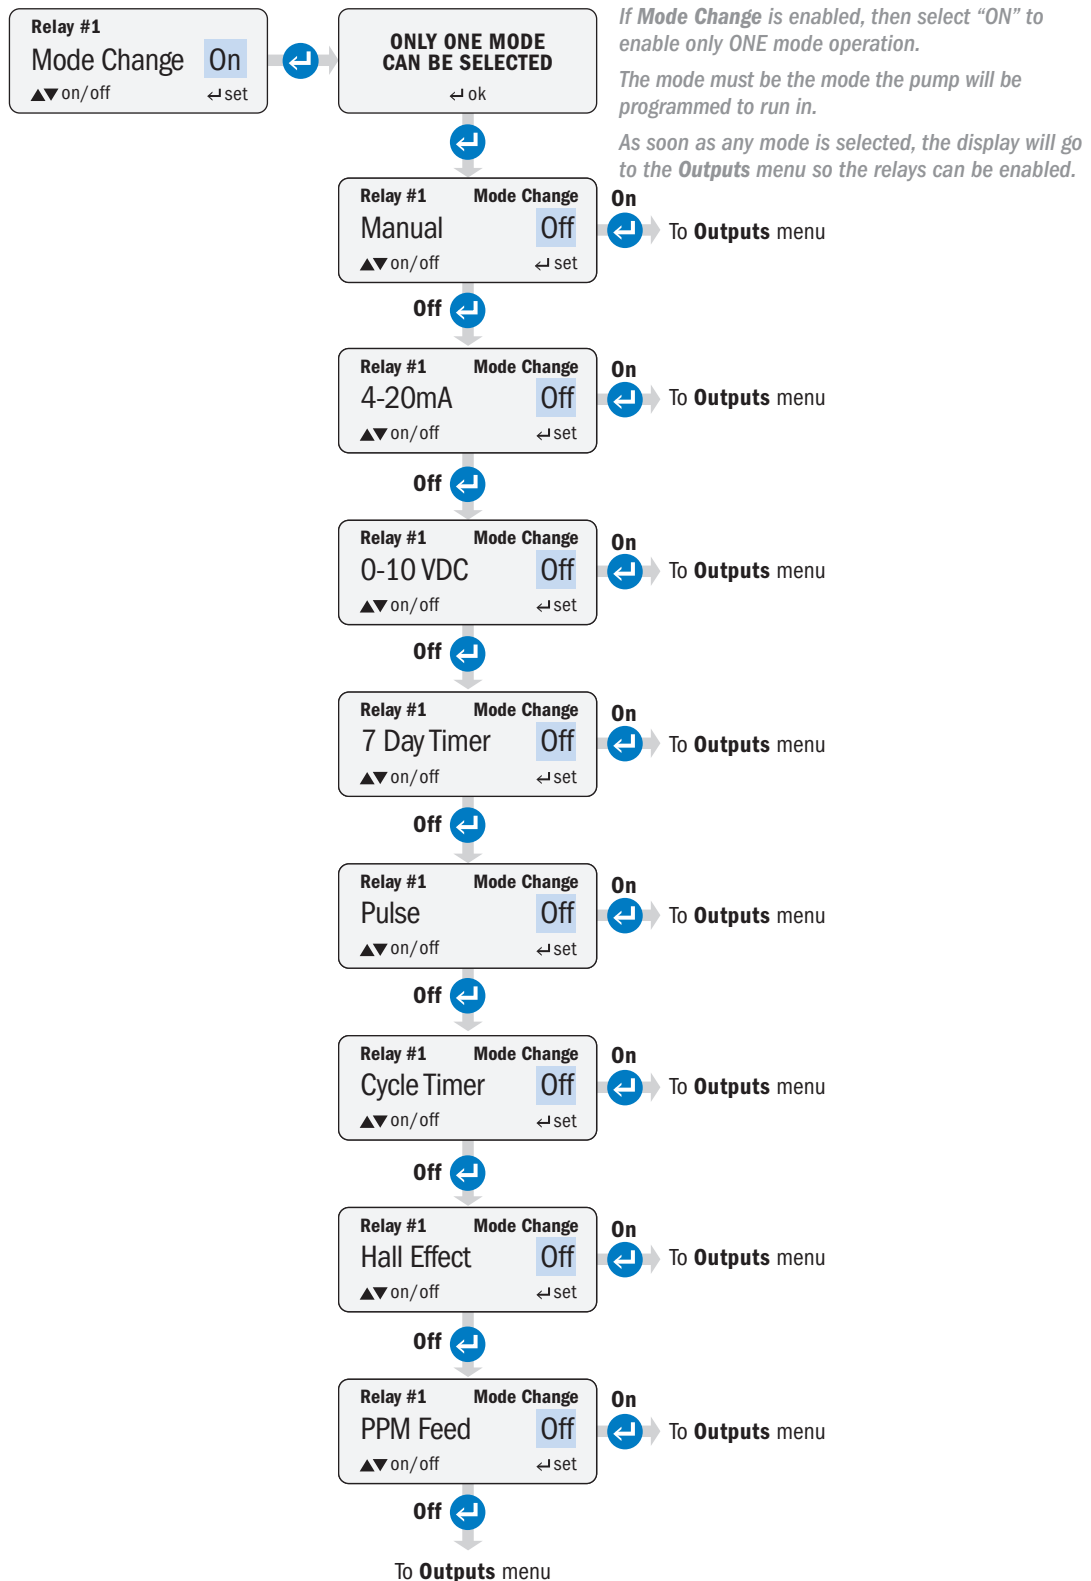 Relay #1
Mode Change On
▲▼ on/off ↵ set
ONLY ONE MODE
CAN BE SELECTED
↵ ok
If Mode Change is enabled, then select “ON” to
enable only ONE mode operation.
The mode must be the mode the pump will be
programmed to run in.
As soon as any mode is selected, the display will go
to the Outputs menu so the relays can be enabled.
Relay #1 Mode Change
Manual Off
▲▼ on/off ↵ set
On
To Outputs menu
Off
Relay #1 Mode Change
4-20mA Off
▲▼ on/off ↵ set
On
To Outputs menu
Off
Relay #1 Mode Change
0-10 VDC Off
▲▼ on/off ↵ set
On
To Outputs menu
Off
Relay #1 Mode Change
7 Day Timer Off
▲▼ on/off ↵ set
On
To Outputs menu
Off
Relay #1 Mode Change
Pulse Off
▲▼ on/off ↵ set
On
To Outputs menu
Off
Relay #1 Mode Change
Cycle Timer Off
▲▼ on/off ↵ set
On
To Outputs menu
Off
Relay #1 Mode Change
Hall Effect Off
▲▼ on/off ↵ set
On
To Outputs menu
Off
Relay #1 Mode Change
PPM Feed Off
▲▼ on/off ↵ set
On
To Outputs menu
Off
To Outputs menu